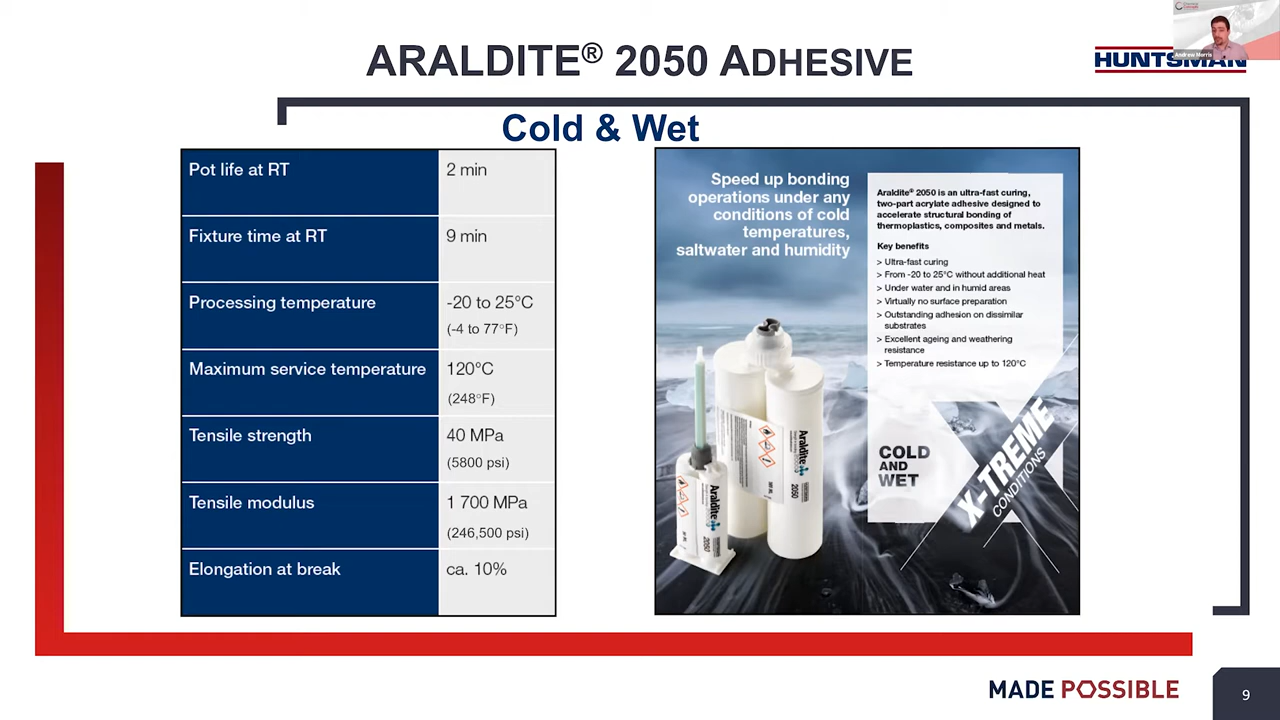 ARALDITE® 2050 ADHESIVE
HUNTSMAN
Andrew Morris
Cold & Wet
Pot life at RT 2 min
Fixture time at RT 9 min
Processing temperature -20 to 25°C
(-4 to 77°F)
Maximum service temperature 120°C
(248°F)
Tensile strength 40 MPa
(5800 psi)
Tensile modulus 1 700 MPa
(246,500 psi)
Elongation at break ca. 10%
Speed up bonding
operations under any
conditions of cold
temperatures,
saltwater and humidity
Araldite® 2050 is an ultra-fast curing,
two-part acrylate adhesive designed to
accelerate structural bonding of
thermoplastics, composites and metals.
Key benefits
> Ultra-fast curing
> From -20 to 25°C without additional heat
> Under water and in humid areas
> Virtually no surface preparation
> Outstanding adhesion on dissimilar
substrates
> Excellent ageing and weathering
resistance
> Temperature resistance up to 120°C
COLD
AND
WET
X-TREME
CONDITIONS
Araldite
2050
Araldite
2050
MADE POSSIBLE
9